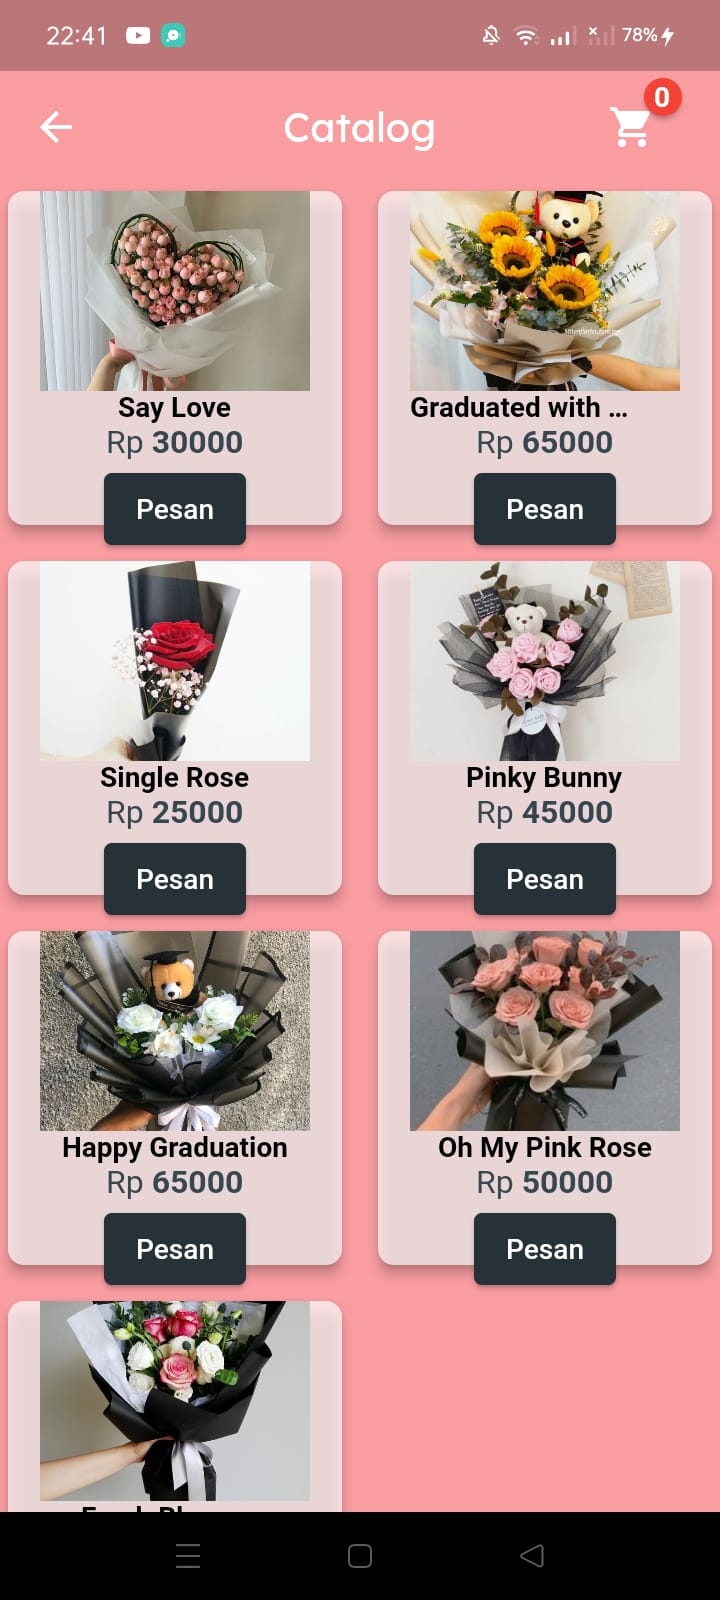 22:41
78%
Catalog
0
Say Love
Rp 30000
Pesan
Graduated with ...
Rp 65000
Pesan
Single Rose
Rp 25000
Pesan
Pinky Bunny
Rp 45000
Pesan
Happy Graduation
Rp 65000
Pesan
Oh My Pink Rose
Rp 50000
Pesan